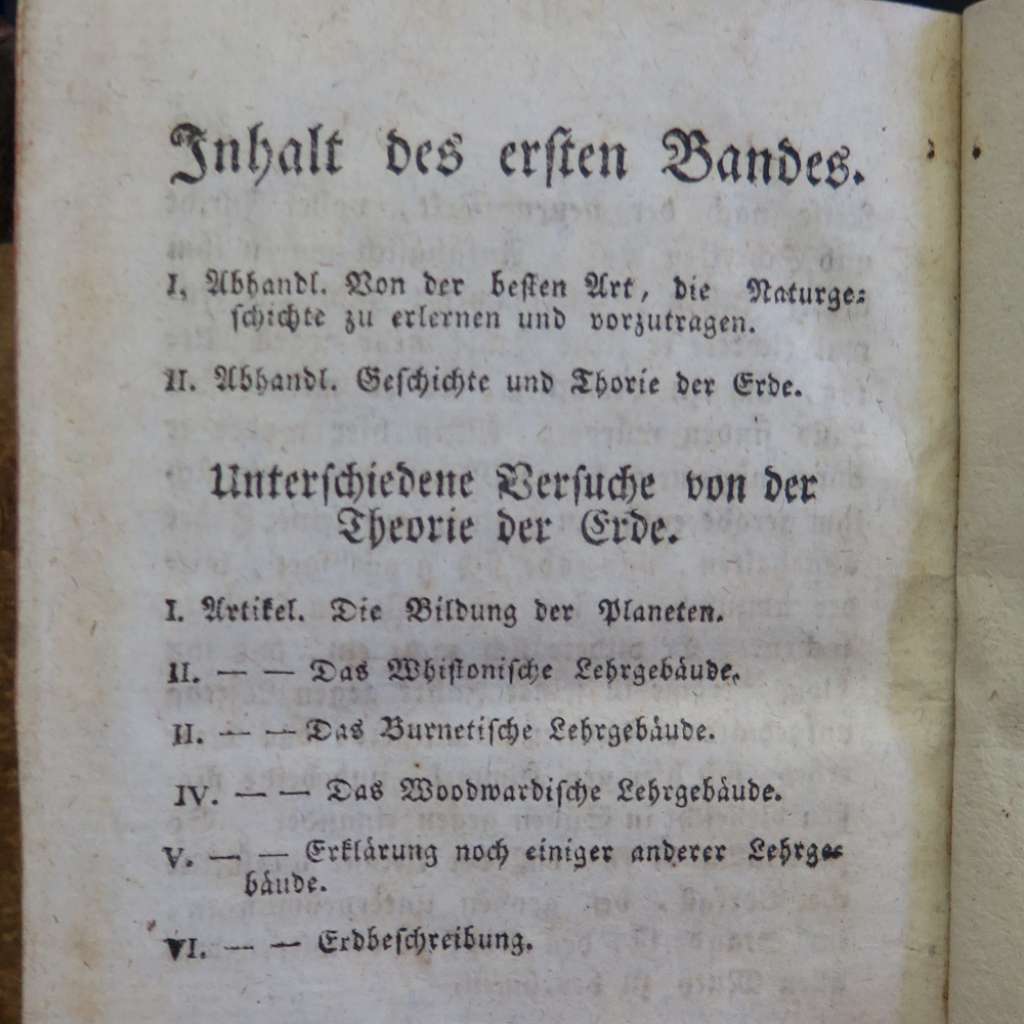 Inhalt des ersten Bandes.
I. Abhandl. Von der besten Art, die Naturge=
schichte zu erlernen und vorzutragen.
II. Abhandl. Geschichte und Thorie der Erde.
Unterschiedene Versuche von der
Theorie der Erde.
I. Artikel. Die Bildung der Planeten.
II. — — Das Whistonische Lehrgebäude.
II. — — Das Burnetische Lehrgebäude.
IV. — — Das Woodwardische Lehrgebäude.
V. — — Erklärung noch einiger anderer Lehrge=
bäude.
VI. — — Erdbeschreibung.